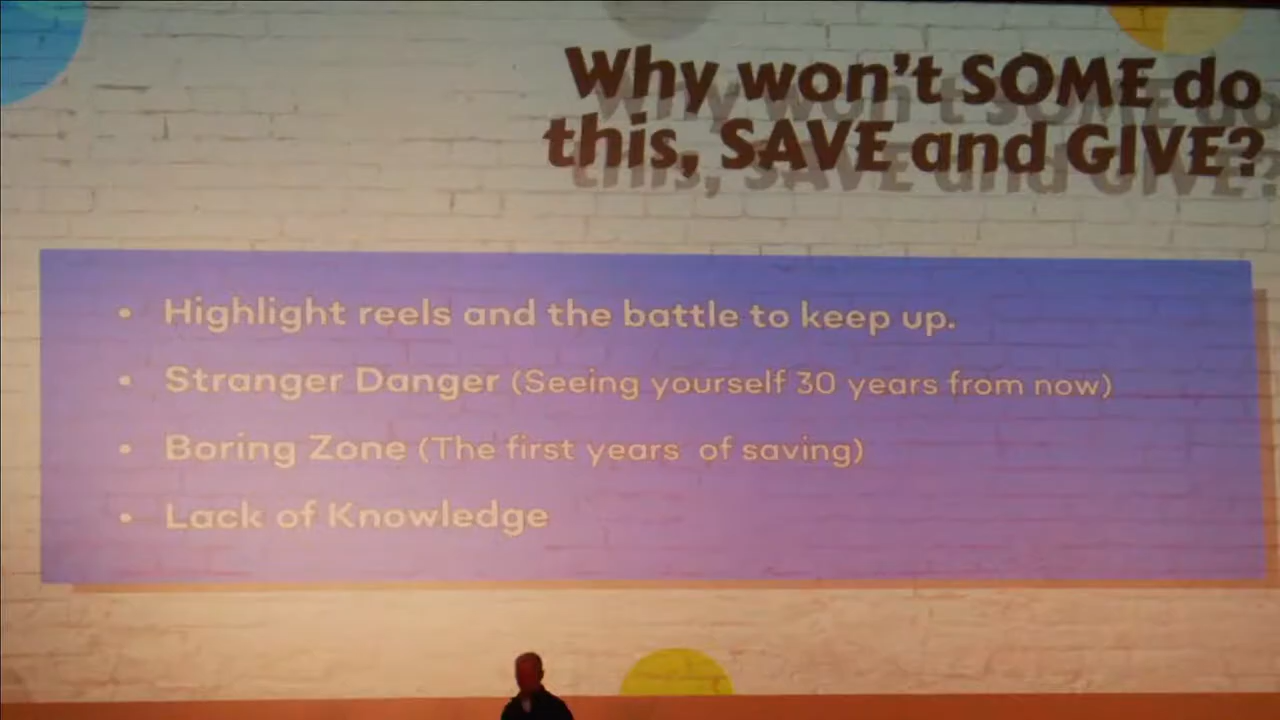 Why won't SOME do
this, SAVE and GIVE?
• Highlight reels and the battle to keep up.
• Stranger Danger (Seeing yourself 30 years from now)
• Boring Zone (The first years of saving)
• Lack of Knowledge